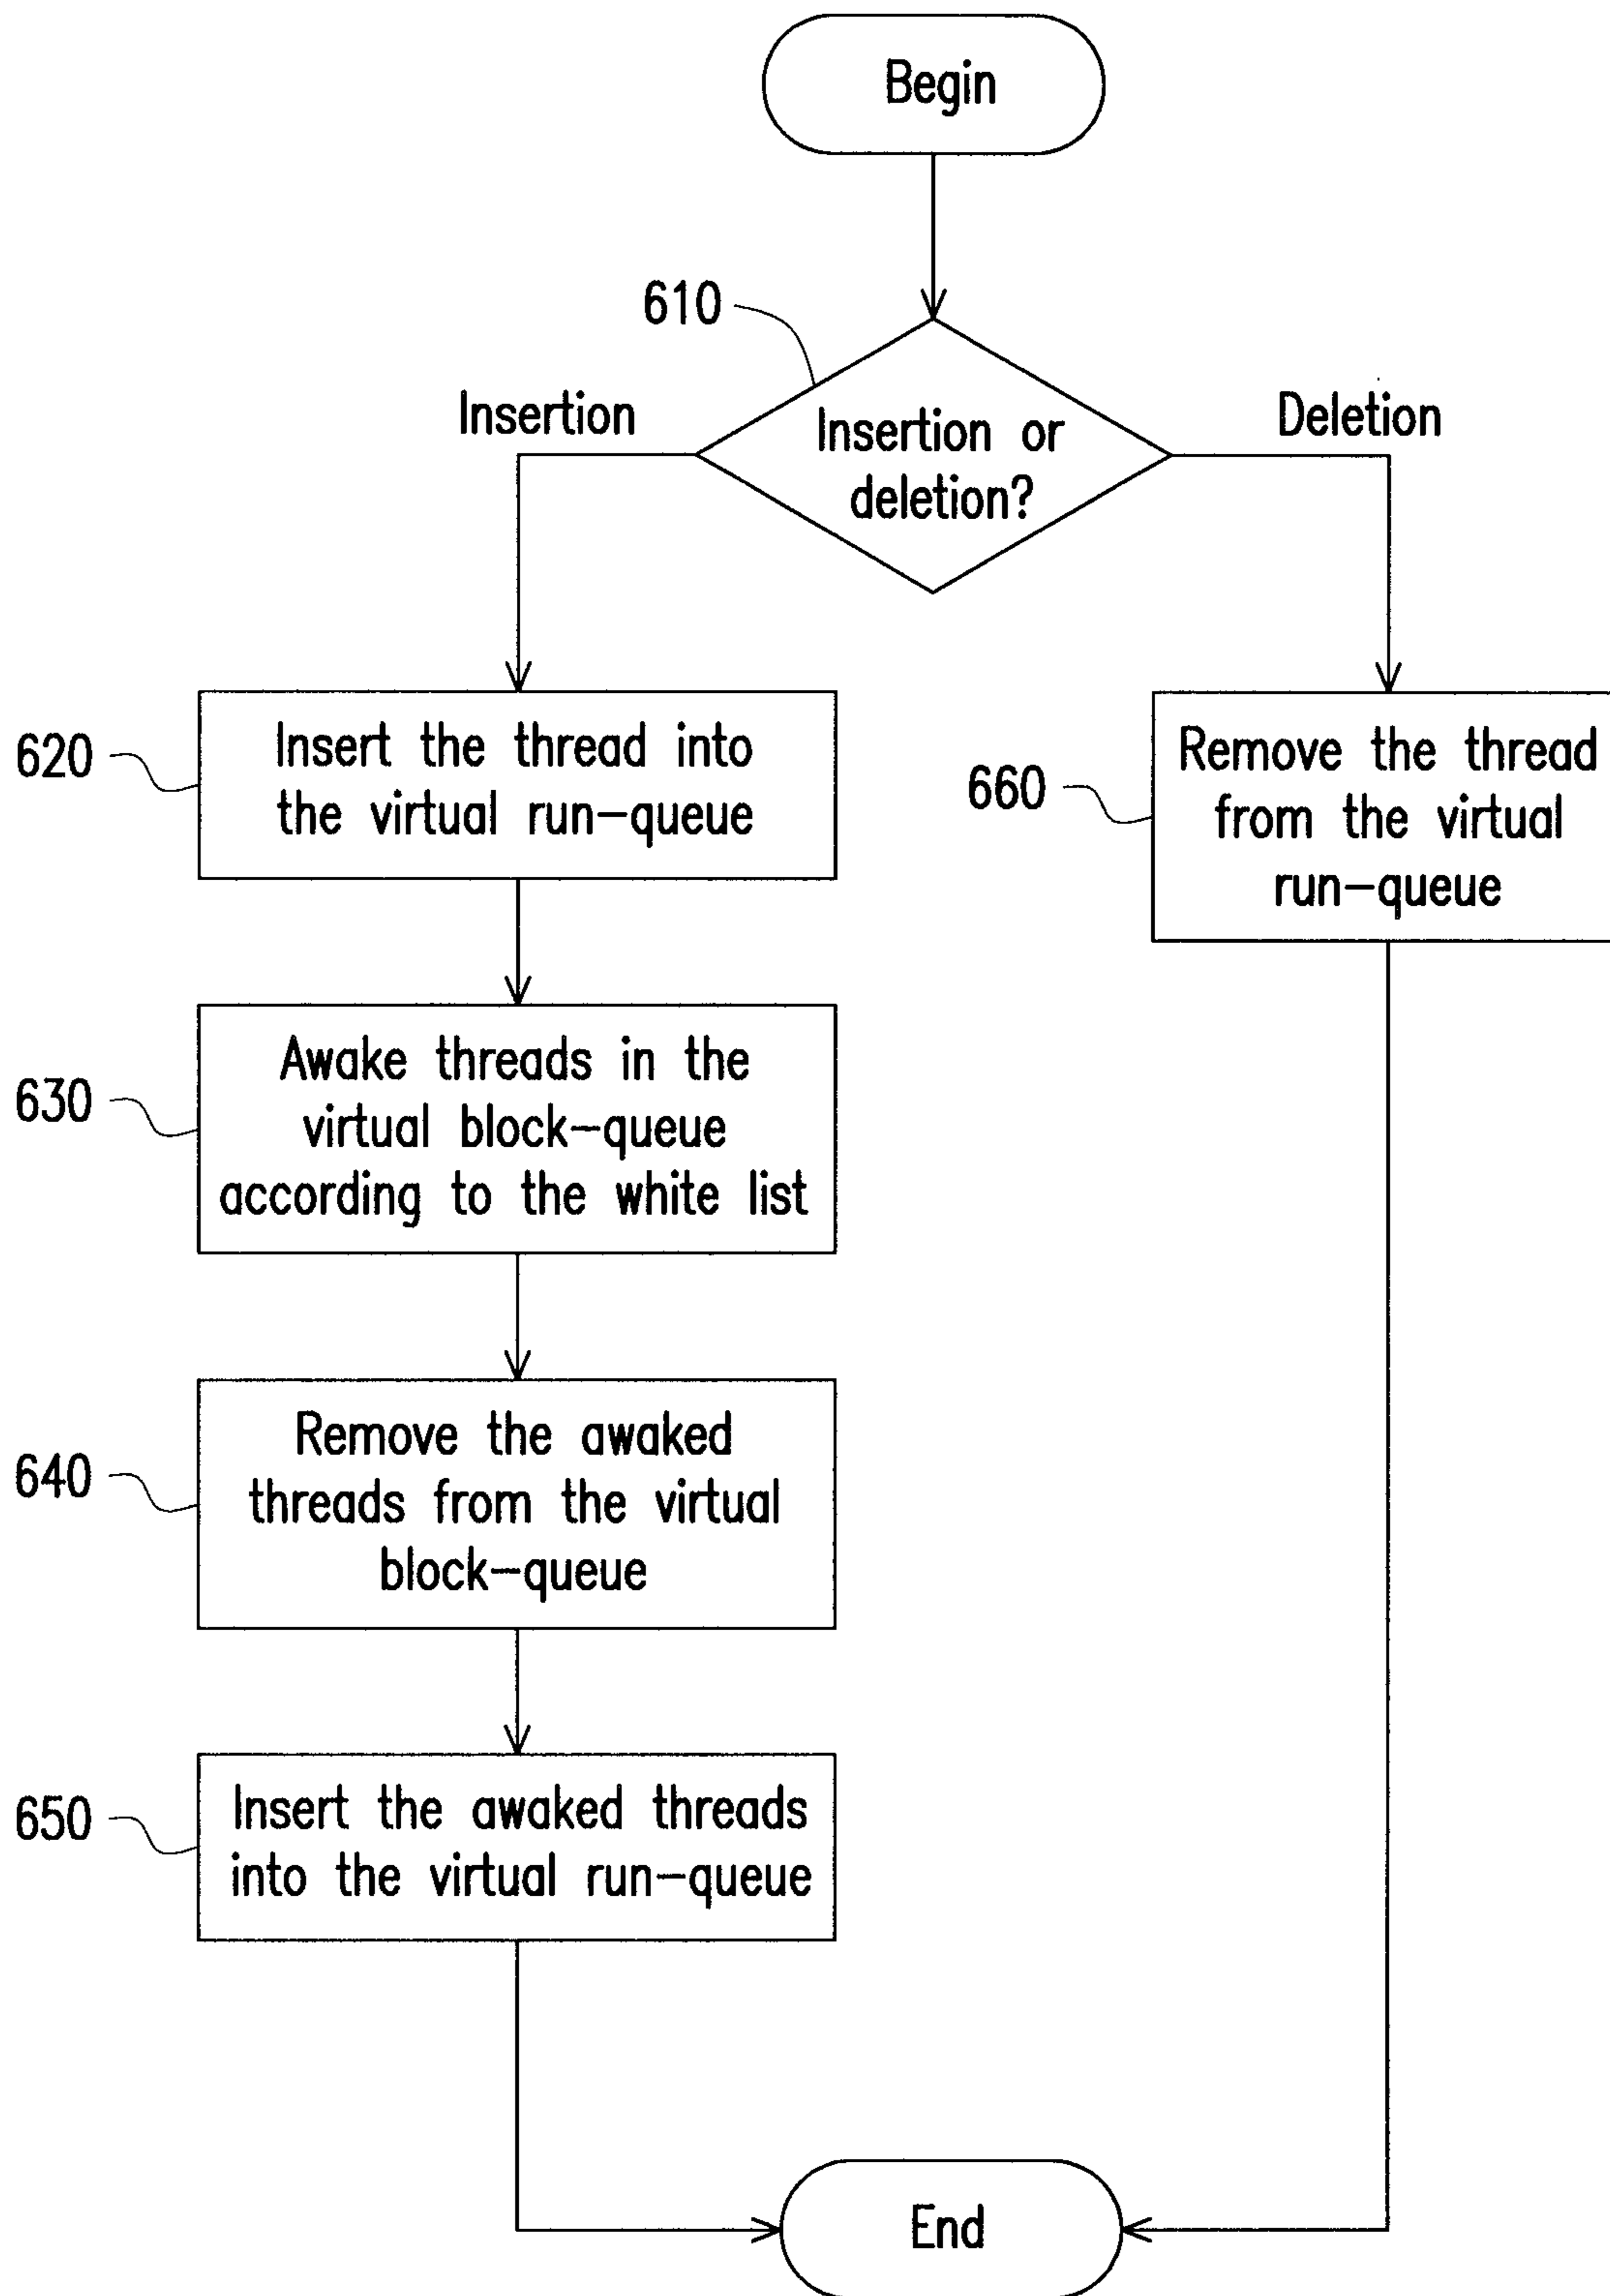 Begin
610
Insertion
Insertion or
deletion?
Deletion
620
Insert the thread into
the virtual run-queue
660
Remove the thread
from the virtual
run-queue
630
Awake threads in the
virtual block-queue
according to the white list
640
Remove the awaked
threads from the virtual
block-queue
650
Insert the awaked threads
into the virtual run-queue
End